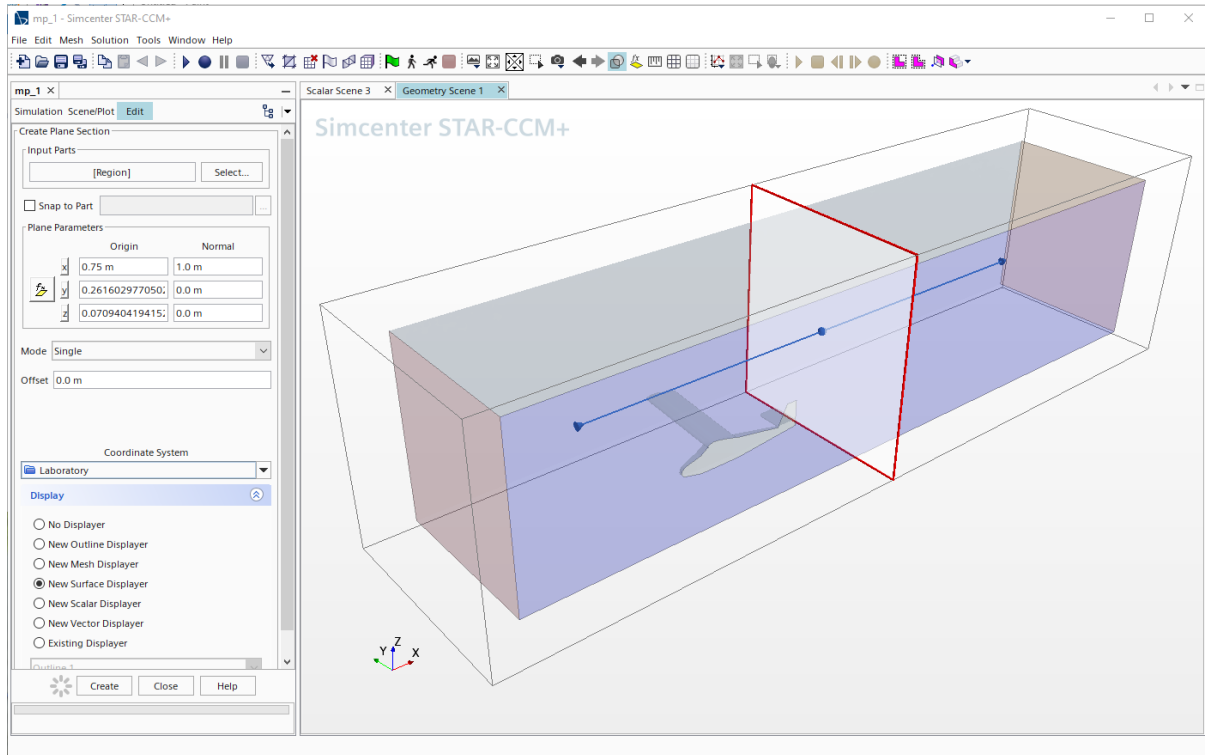 mp_1 - Simcenter STAR-CCM+
File Edit Mesh Solution Tools Window Help
mp_1
Scalar Scene 3
Geometry Scene 1
Simulation Scene/Plot Edit
Create Plane Section
Input Parts
[Region]
Select...
Snap to Part
...
Plane Parameters
Origin Normal
x 0.75 m 1.0 m
y 0.2616029770502 0.0 m
z 0.0709404194152 0.0 m
Mode Single
Offset 0.0 m
Coordinate System
Laboratory
Display
No Displayer
New Outline Displayer
New Mesh Displayer
New Surface Displayer
New Scalar Displayer
New Vector Displayer
Existing Displayer
Outline 1
Create Close Help
Simcenter STAR-CCM+
Z
Y
X